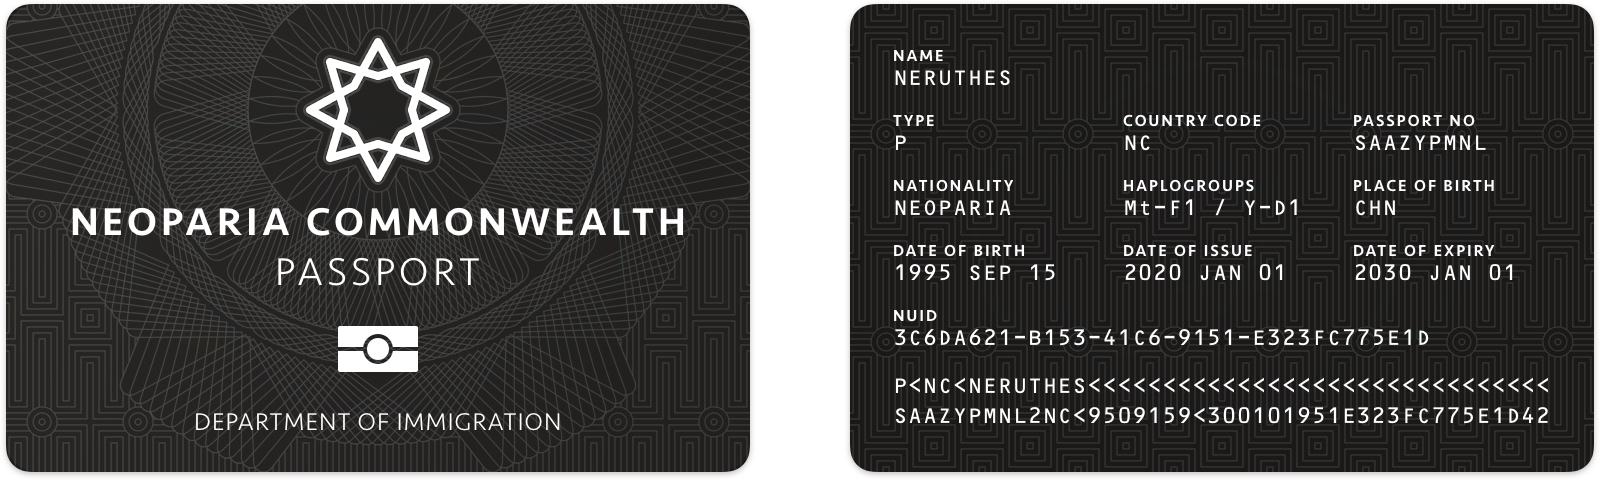 NEOPARIA COMMONWEALTH
PASSPORT
DEPARTMENT OF IMMIGRATION
NAME
NERUTHES
TYPE COUNTRY CODE PASSPORT NO
P NC SAAZYPMNL
NATIONALITY HAPLOGROUPS PLACE OF BIRTH
NEOPARIA Mt-F1 / Y-D1 CHN
DATE OF BIRTH DATE OF ISSUE DATE OF EXPIRY
1995 SEP 15 2020 JAN 01 2030 JAN 01
NUID
3C6DA621-B153-41C6-9151-E323FC775E1D
P<NC<NERUTHES<<<<<<<<<<<<<<<<<<<<<<<<<<<<<<<
SAAZYPMNL2NC<9509159<300101951E323FC775E1D42